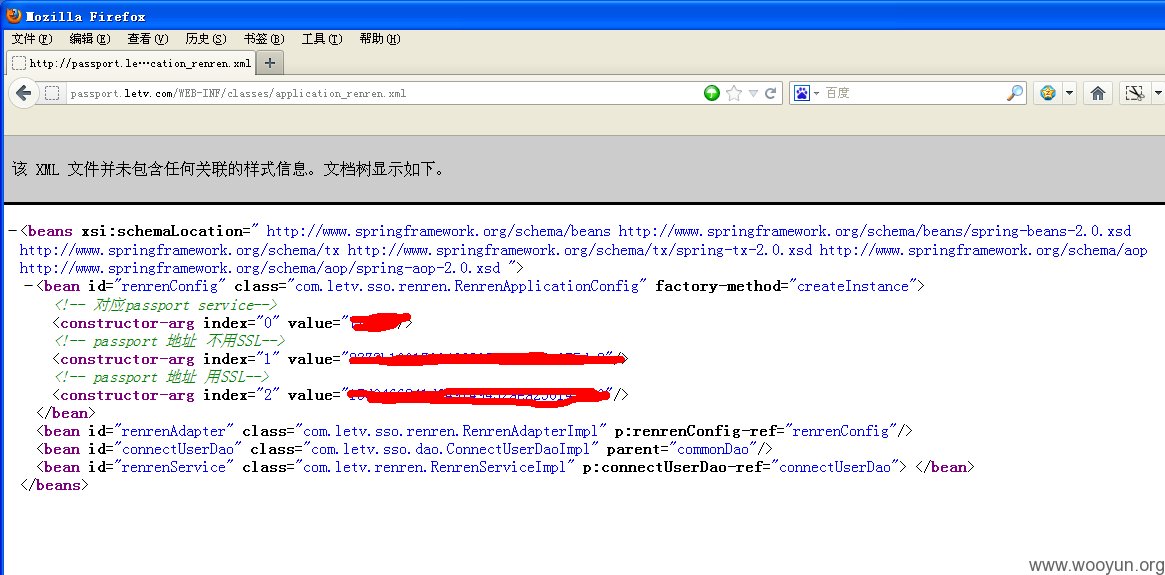 Mozilla Firefox
文件(F) 编辑(E) 查看(V) 历史(S) 书签(B) 工具(T) 帮助(H)
http://passport.le…cation_renren.xml
passport.letv.com/WEB-INF/classes/application_renren.xml 百度
该 XML 文件并未包含任何关联的样式信息。文档树显示如下。
−<beans xsi:schemaLocation=" http://www.springframework.org/schema/beans http://www.springframework.org/schema/beans/spring-beans-2.0.xsd
http://www.springframework.org/schema/tx http://www.springframework.org/schema/tx/spring-tx-2.0.xsd http://www.springframework.org/schema/aop
http://www.springframework.org/schema/aop/spring-aop-2.0.xsd ">
−<bean id="renrenConfig" class="com.letv.sso.renren.RenrenApplicationConfig" factory-method="createInstance">
<!-- 对应passport service-->
<constructor-arg index="0" value=" />
<!-- passport 地址 不用SSL-->
<constructor-arg index="1" value=" "/>
<!-- passport 地址 用SSL-->
<constructor-arg index="2" value=" "/>
</bean>
<bean id="renrenAdapter" class="com.letv.sso.renren.RenrenAdapterImpl" p:renrenConfig-ref="renrenConfig"/>
<bean id="connectUserDao" class="com.letv.sso.dao.ConnectUserDaoImpl" parent="commonDao"/>
<bean id="renrenService" class="com.letv.renren.RenrenServiceImpl" p:connectUserDao-ref="connectUserDao"> </bean>
</beans>
www.wooyun.org